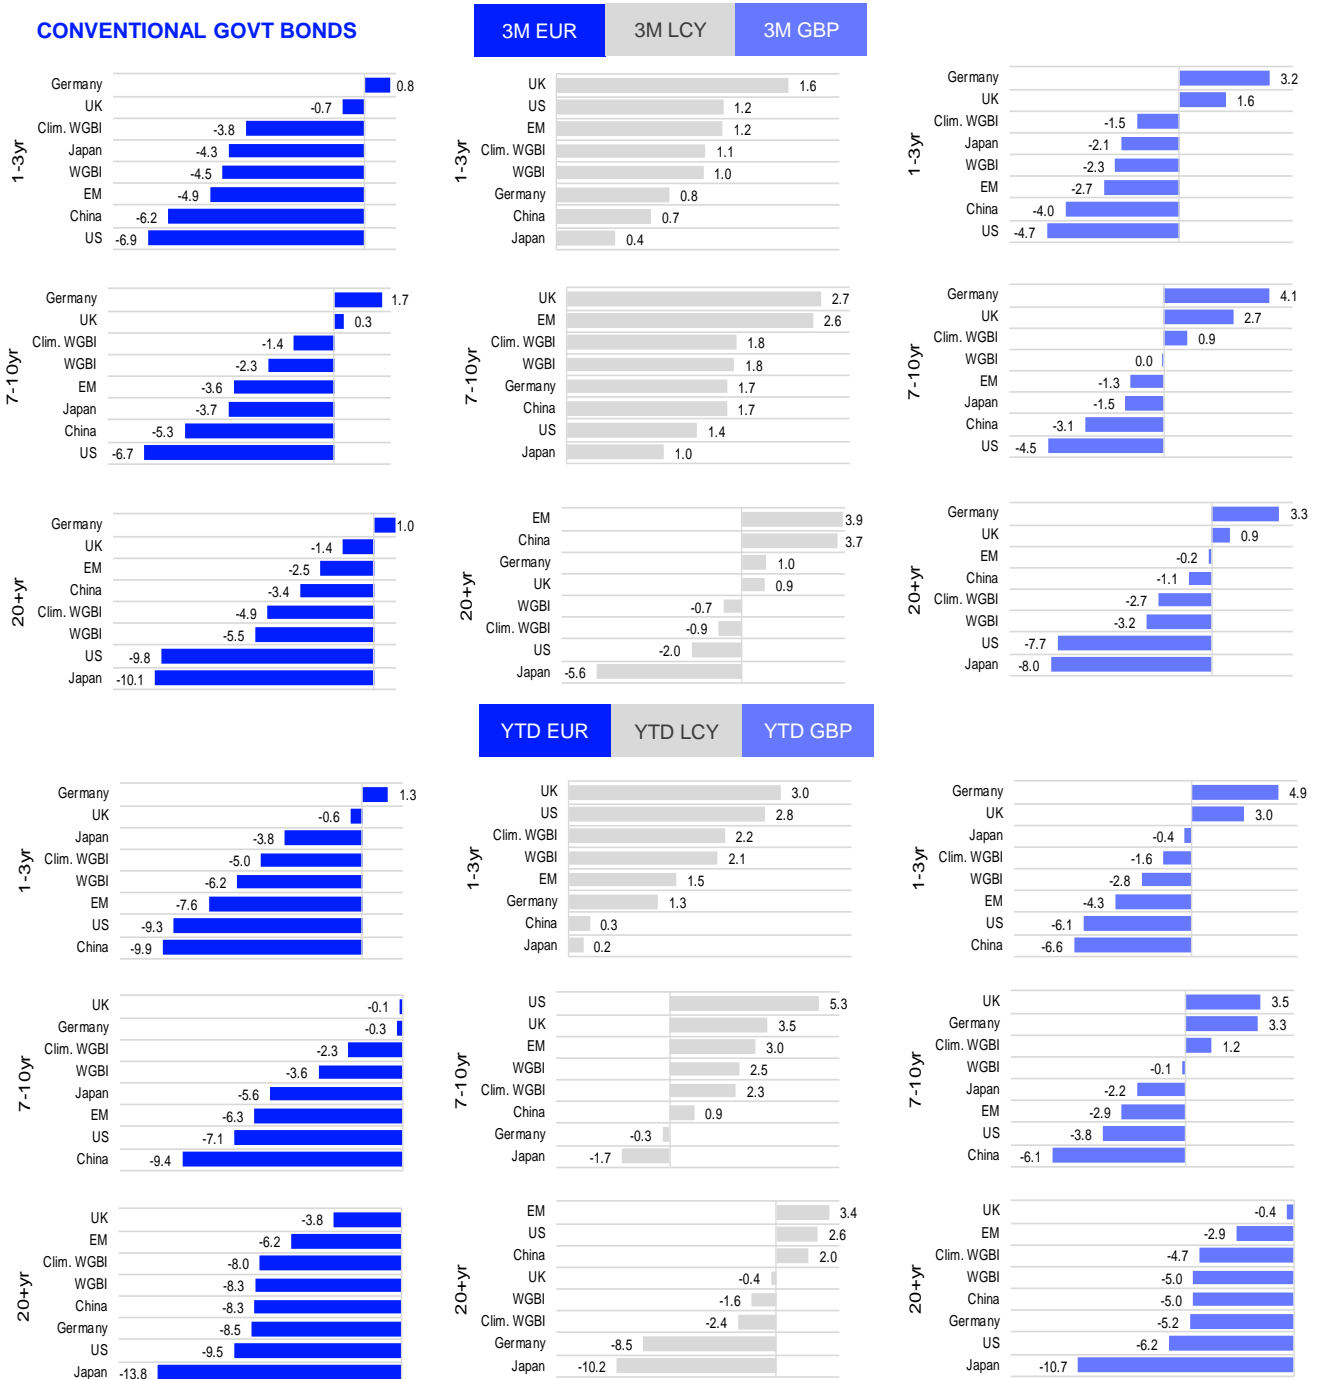 CONVENTIONAL GOVT BONDS
3M EUR 3M LCY 3M GBP
1-3yr
Germany 0.8
UK -0.7
Clim. WGBI -3.8
Japan -4.3
WGBI -4.5
EM -4.9
China -6.2
US -6.9
1-3yr
UK 1.6
US 1.2
EM 1.2
Clim. WGBI 1.1
WGBI 1.0
Germany 0.8
China 0.7
Japan 0.4
1-3yr
Germany 3.2
UK 1.6
Clim. WGBI -1.5
Japan -2.1
WGBI -2.3
EM -2.7
China -4.0
US -4.7
7-10yr
Germany 1.7
UK 0.3
Clim. WGBI -1.4
WGBI -2.3
EM -3.6
Japan -3.7
China -5.3
US -6.7
7-10yr
UK 2.7
EM 2.6
Clim. WGBI 1.8
WGBI 1.8
Germany 1.7
China 1.7
US 1.4
Japan 1.0
7-10yr
Germany 4.1
UK 2.7
Clim. WGBI 0.9
WGBI 0.0
EM -1.3
Japan -1.5
China -3.1
US -4.5
20+yr
Germany 1.0
UK -1.4
EM -2.5
China -3.4
Clim. WGBI -4.9
WGBI -5.5
US -9.8
Japan -10.1
20+yr
EM 3.9
China 3.7
Germany 1.0
UK 0.9
WGBI -0.7
Clim. WGBI -0.9
US -2.0
Japan -5.6
20+yr
Germany 3.3
UK 0.9
EM -0.2
China -1.1
Clim. WGBI -2.7
WGBI -3.2
US -7.7
Japan -8.0
YTD EUR YTD LCY YTD GBP
1-3yr
Germany 1.3
UK -0.6
Japan -3.8
Clim. WGBI -5.0
WGBI -6.2
EM -7.6
US -9.3
China -9.9
1-3yr
UK 3.0
US 2.8
Clim. WGBI 2.2
WGBI 2.1
EM 1.5
Germany 1.3
China 0.3
Japan 0.2
1-3yr
Germany 4.9
UK 3.0
Japan -0.4
Clim. WGBI -1.6
WGBI -2.8
EM -4.3
US -6.1
China -6.6
7-10yr
UK -0.1
Germany -0.3
Clim. WGBI -2.3
WGBI -3.6
Japan -5.6
EM -6.3
US -7.1
China -9.4
7-10yr
US 5.3
UK 3.5
EM 3.0
WGBI 2.5
Clim. WGBI 2.3
China 0.9
Germany -0.3
Japan -1.7
7-10yr
UK 3.5
Germany 3.3
Clim. WGBI 1.2
WGBI -0.1
Japan -2.2
EM -2.9
US -3.8
China -6.1
20+yr
UK -3.8
EM -6.2
Clim. WGBI -8.0
WGBI -8.3
China -8.3
Germany -8.5
US -9.5
Japan -13.8
20+yr
EM 3.4
US 2.6
China 2.0
UK -0.4
WGBI -1.6
Clim. WGBI -2.4
Germany -8.5
Japan -10.2
20+yr
UK -0.4
EM -2.9
Clim. WGBI -4.7
WGBI -5.0
China -5.0
Germany -5.2
US -6.2
Japan -10.7